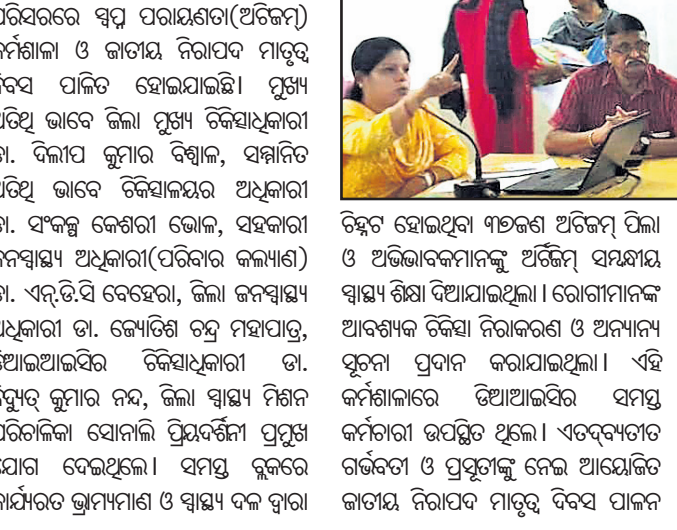 ପରିସରରେ ସ୍ୱପ୍ନ ପରାୟଣତା(ଅଟିଜମ୍)
କର୍ମଶାଳା ଓ ଜାତୀୟ ନିରାପଦ ମାତୃତ୍ୱ
ଦିବସ ପାଳିତ ହୋଇଯାଇଛି। ମୁଖ୍ୟ
ଅତିଥି ଭାବେ ଜିଲା ମୁଖ୍ୟ ଚିକିତ୍ସାଧିକାରୀ
ଡା. ଦିଲୀପ କୁମାର ବିଶ୍ୱାଳ, ସମ୍ମାନିତ
ଅତିଥି ଭାବେ ଚିକିତ୍ସାଳୟର ଅଧିକାରୀ
ଡା. ସଂକଳ୍ପ କେଶରୀ ଭୋଳ, ସହକାରୀ
ଜନସ୍ୱାସ୍ଥ୍ୟ ଅଧିକାରୀ(ପରିବାର କଲ୍ୟାଣ)
ଡା. ଏନ୍.ଡି.ସି ବେହେରା, ଜିଲା ଜନସ୍ୱାସ୍ଥ୍ୟ
ଅଧିକାରୀ ଡା. ଜ୍ୟୋତିଶ ଚନ୍ଦ୍ର ମହାପାତ୍ର,
ଡିଆଇଆଇସିର ଚିକିତ୍ସାଧିକାରୀ ଡା.
ବିଦ୍ୟୁତ୍ କୁମାର ନନ୍ଦ, ଜିଲା ସ୍ୱାସ୍ଥ୍ୟ ମିଶନ
ପରିଚାଳିକା ସୋନାଲି ପ୍ରିୟଦର୍ଶିନୀ ପ୍ରମୁଖ
ଯୋଗ ଦେଇଥିଲେ। ସମସ୍ତ ବ୍ଲକରେ
କାର୍ଯ୍ୟରତ ଭ୍ରାମ୍ୟମାଣ ଓ ସ୍ୱାସ୍ଥ୍ୟ ଦଳ ଦ୍ୱାରା
ଚିହ୍ନଟ ହୋଇଥିବା ୩୭ଜଣ ଅଟିଜମ୍ ପିଲା
ଓ ଅଭିଭାବକମାନଙ୍କୁ ଅର୍ଟିଜିମ୍ ସମ୍ବନ୍ଧୀୟ
ସ୍ୱାସ୍ଥ୍ୟ ଶିକ୍ଷା ଦିଆଯାଇଥିଲା। ରୋଗୀମାନଙ୍କ
ଆବଶ୍ୟକ ଚିକିତ୍ସା ନିରାକରଣ ଓ ଅନ୍ୟାନ୍ୟ
ସୂଚନା ପ୍ରଦାନ କରାଯାଇଥିଲା। ଏହି
କର୍ମଶାଳାରେ ଡିଆଆଇସିର ସମସ୍ତ
କର୍ମଚାରୀ ଉପସ୍ଥିତ ଥିଲେ। ଏତଦ୍‌ବ୍ୟତୀତ
ଗର୍ଭବତୀ ଓ ପ୍ରସୂତୀଙ୍କୁ ନେଇ ଆୟୋଜିତ
ଜାତୀୟ ନିରାପଦ ମାତୃତ୍ୱ ଦିବସ ପାଳନ